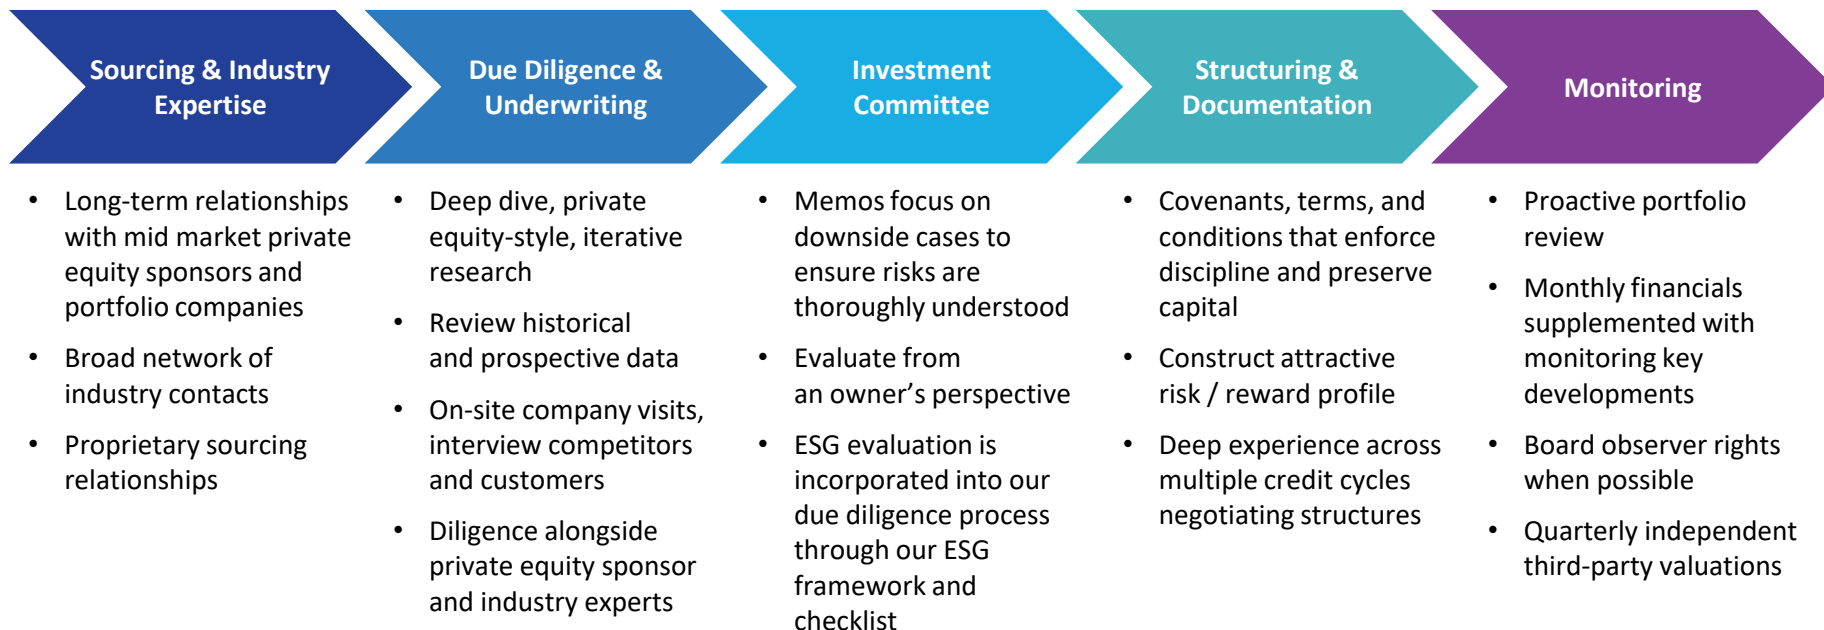 Sourcing & Industry
Expertise
Due Diligence &
Underwriting
Investment
Committee
Structuring &
Documentation
Monitoring
• Long-term relationships
with mid market private
equity sponsors and
portfolio companies
• Broad network of
industry contacts
• Proprietary sourcing
relationships
• Deep dive, private
equity-style, iterative
research
• Review historical
and prospective data
• On-site company visits,
interview competitors
and customers
• Diligence alongside
private equity sponsor
and industry experts
• Memos focus on
downside cases to
ensure risks are
thoroughly understood
• Evaluate from
an owner’s perspective
• ESG evaluation is
incorporated into our
due diligence process
through our ESG
framework and
checklist
• Covenants, terms, and
conditions that enforce
discipline and preserve
capital
• Construct attractive
risk / reward profile
• Deep experience across
multiple credit cycles
negotiating structures
• Proactive portfolio
review
• Monthly financials
supplemented with
monitoring key
developments
• Board observer rights
when possible
• Quarterly independent
third-party valuations